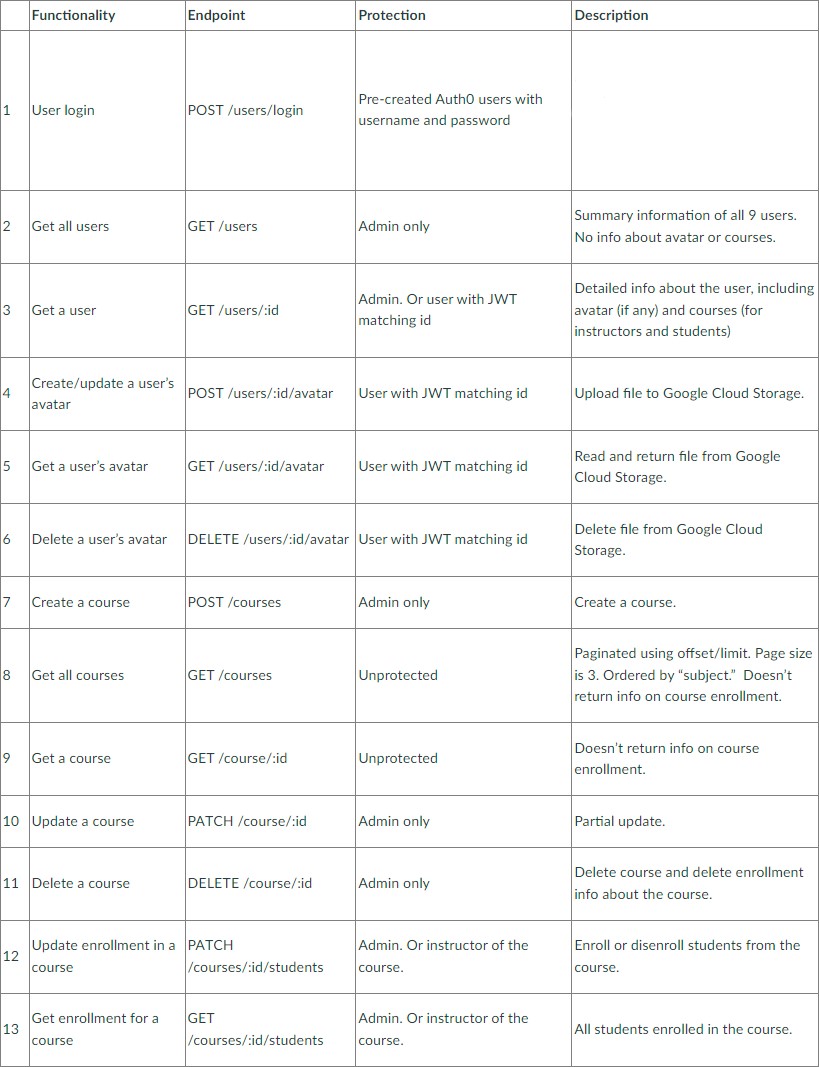 Functionality Endpoint Protection Description
1 User login POST /users/login Pre-created Auth0 users with
username and password
2 Get all users GET /users Admin only Summary information of all 9 users.
No info about avatar or courses.
3 Get a user GET /users/:id Admin. Or user with JWT
matching id Detailed info about the user, including
avatar (if any) and courses (for
instructors and students)
4 Create/update a user’s
avatar POST /users/:id/avatar User with JWT matching id Upload file to Google Cloud Storage.
5 Get a user’s avatar GET /users/:id/avatar User with JWT matching id Read and return file from Google
Cloud Storage.
6 Delete a user’s avatar DELETE /users/:id/avatar User with JWT matching id Delete file from Google Cloud
Storage.
7 Create a course POST /courses Admin only Create a course.
8 Get all courses GET /courses Unprotected Paginated using offset/limit. Page size
is 3. Ordered by “subject.”  Doesn’t
return info on course enrollment.
9 Get a course GET /course/:id Unprotected Doesn’t return info on course
enrollment.
10 Update a course PATCH /course/:id Admin only Partial update.
11 Delete a course DELETE /course/:id Admin only Delete course and delete enrollment
info about the course.
12 Update enrollment in a
course PATCH
/courses/:id/students Admin. Or instructor of the
course. Enroll or disenroll students from the
course.
13 Get enrollment for a
course GET
/courses/:id/students Admin. Or instructor of the
course. All students enrolled in the course.